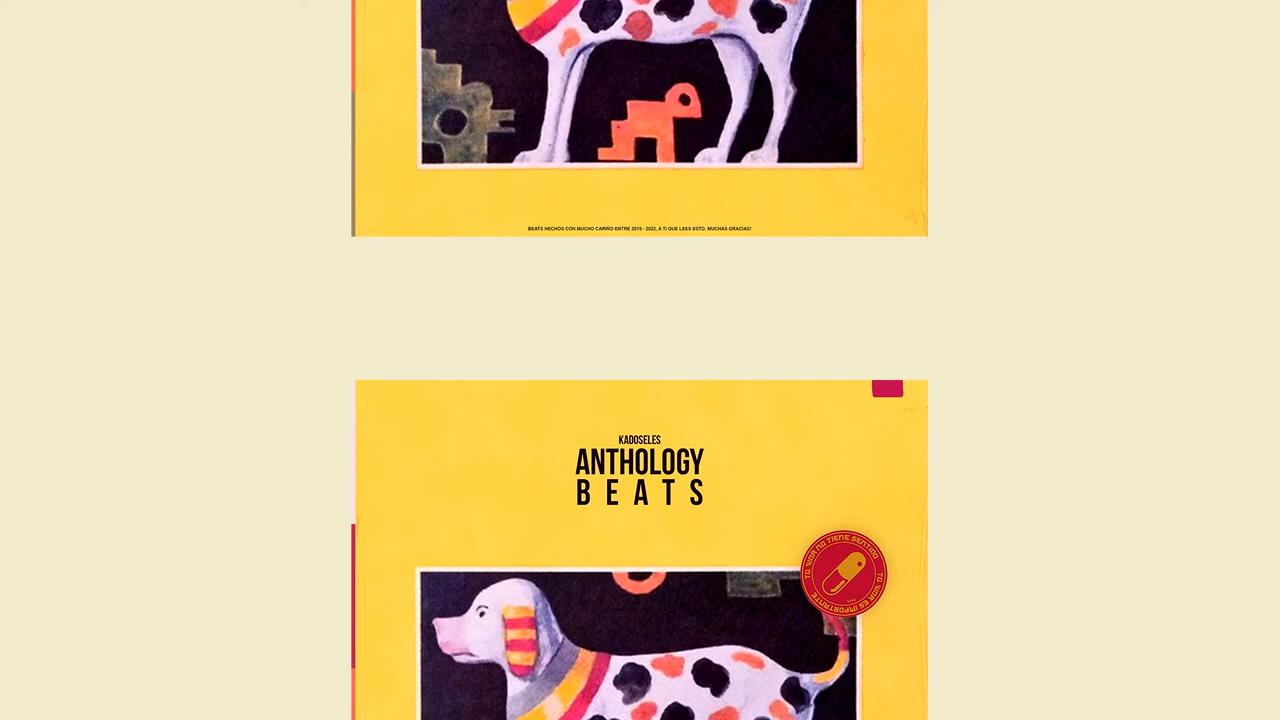 BEATS HECHOS CON MUCHO CARIÑO ENTRE 2019 - 2022, A TI QUE LEES ESTO. MUCHAS GRACIAS!
KADOSELES
ANTHOLOGY
BEATS
TU VIDA NO TIENE SENTIDO
TU VIDA ES IMPORTANTE